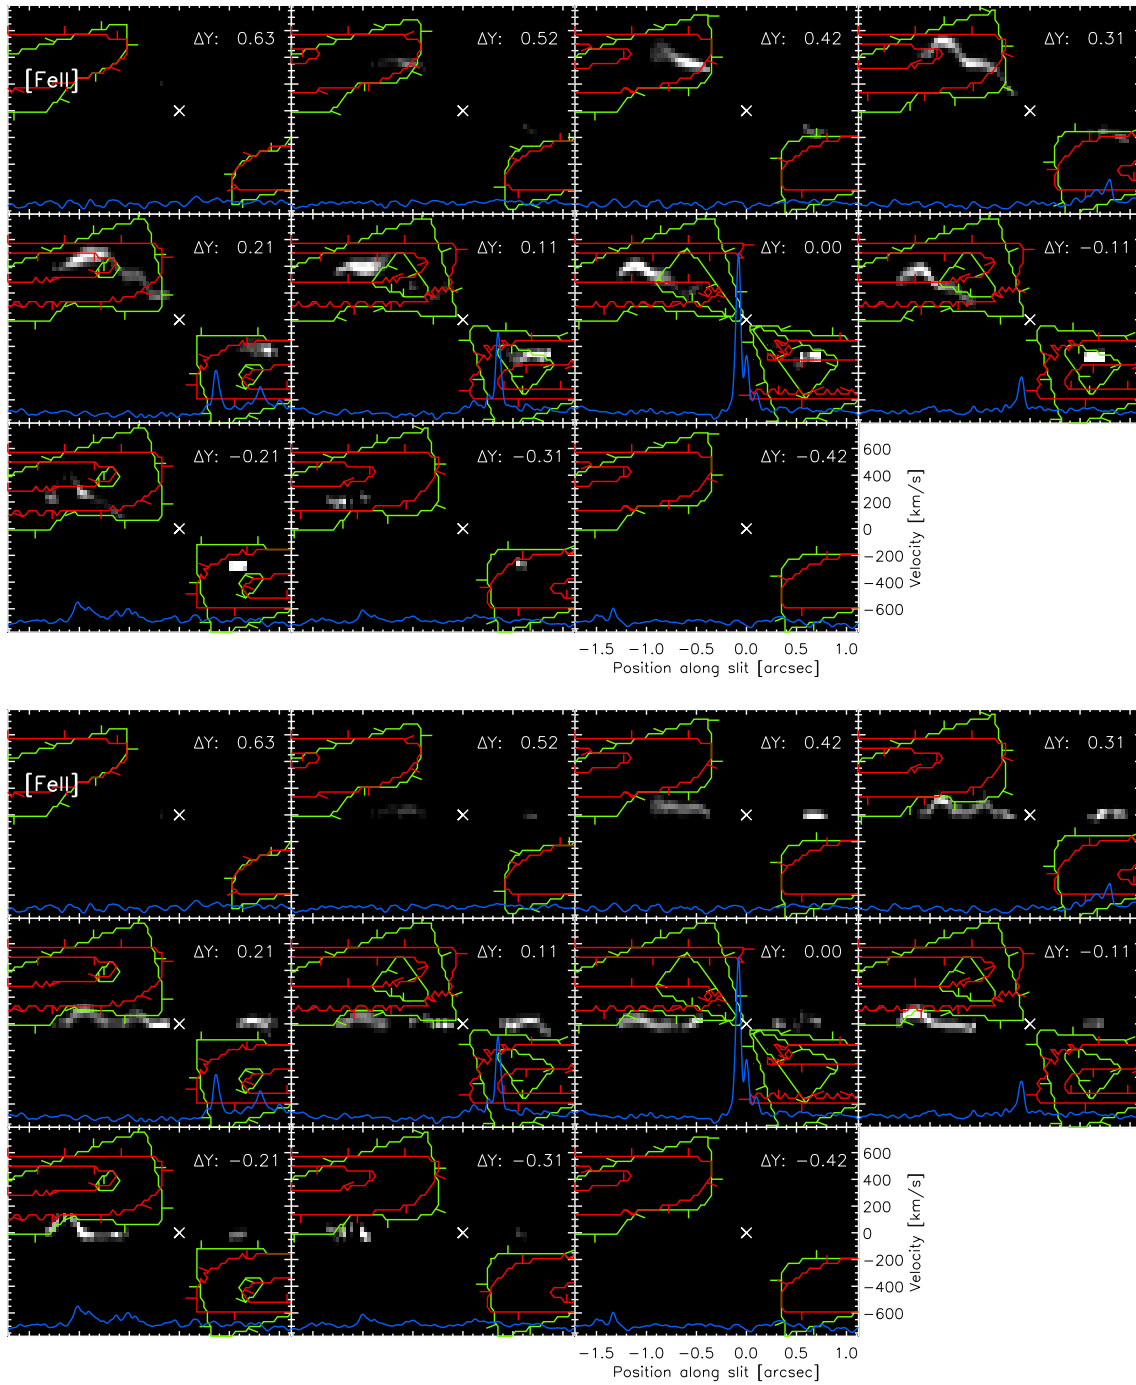 ΔY: 0.63
ΔY: 0.52
ΔY: 0.42
ΔY: 0.31
[FeII]
ΔY: 0.21
ΔY: 0.11
ΔY: 0.00
ΔY: −0.11
ΔY: −0.21
ΔY: −0.31
ΔY: −0.42
600
400
200
0
−200
−400
−600
Velocity [km/s]
−1.5 −1.0 −0.5 0.0 0.5 1.0
Position along slit [arcsec]
ΔY: 0.63
ΔY: 0.52
ΔY: 0.42
ΔY: 0.31
[FeII]
ΔY: 0.21
ΔY: 0.11
ΔY: 0.00
ΔY: −0.11
ΔY: −0.21
ΔY: −0.31
ΔY: −0.42
600
400
200
0
−200
−400
−600
Velocity [km/s]
−1.5 −1.0 −0.5 0.0 0.5 1.0
Position along slit [arcsec]